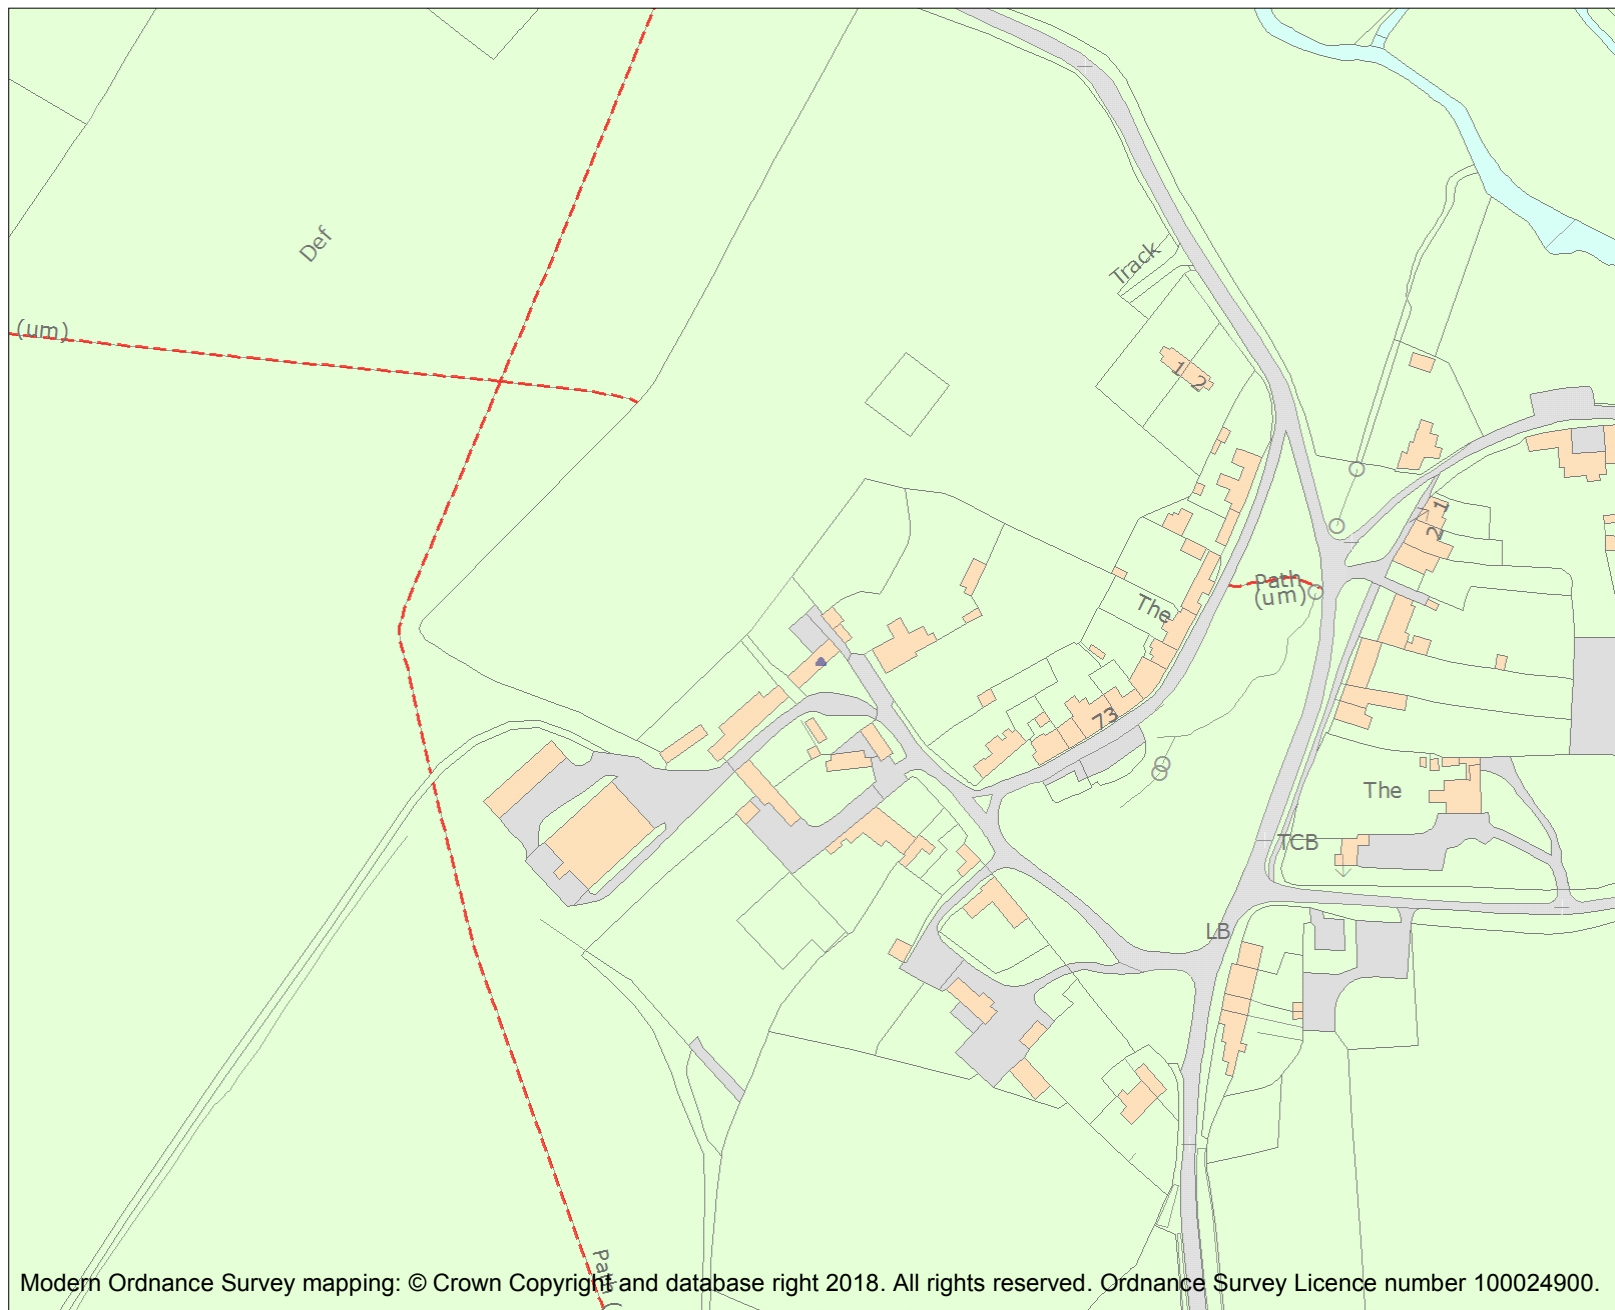 Def
Track
(um)
1 2
1
2
Path
(um)
The
73
The
TCB
LB
Path (
Modern Ordnance Survey mapping: © Crown Copyright and database right 2018. All rights reserved. Ordnance Survey Licence number 100024900.